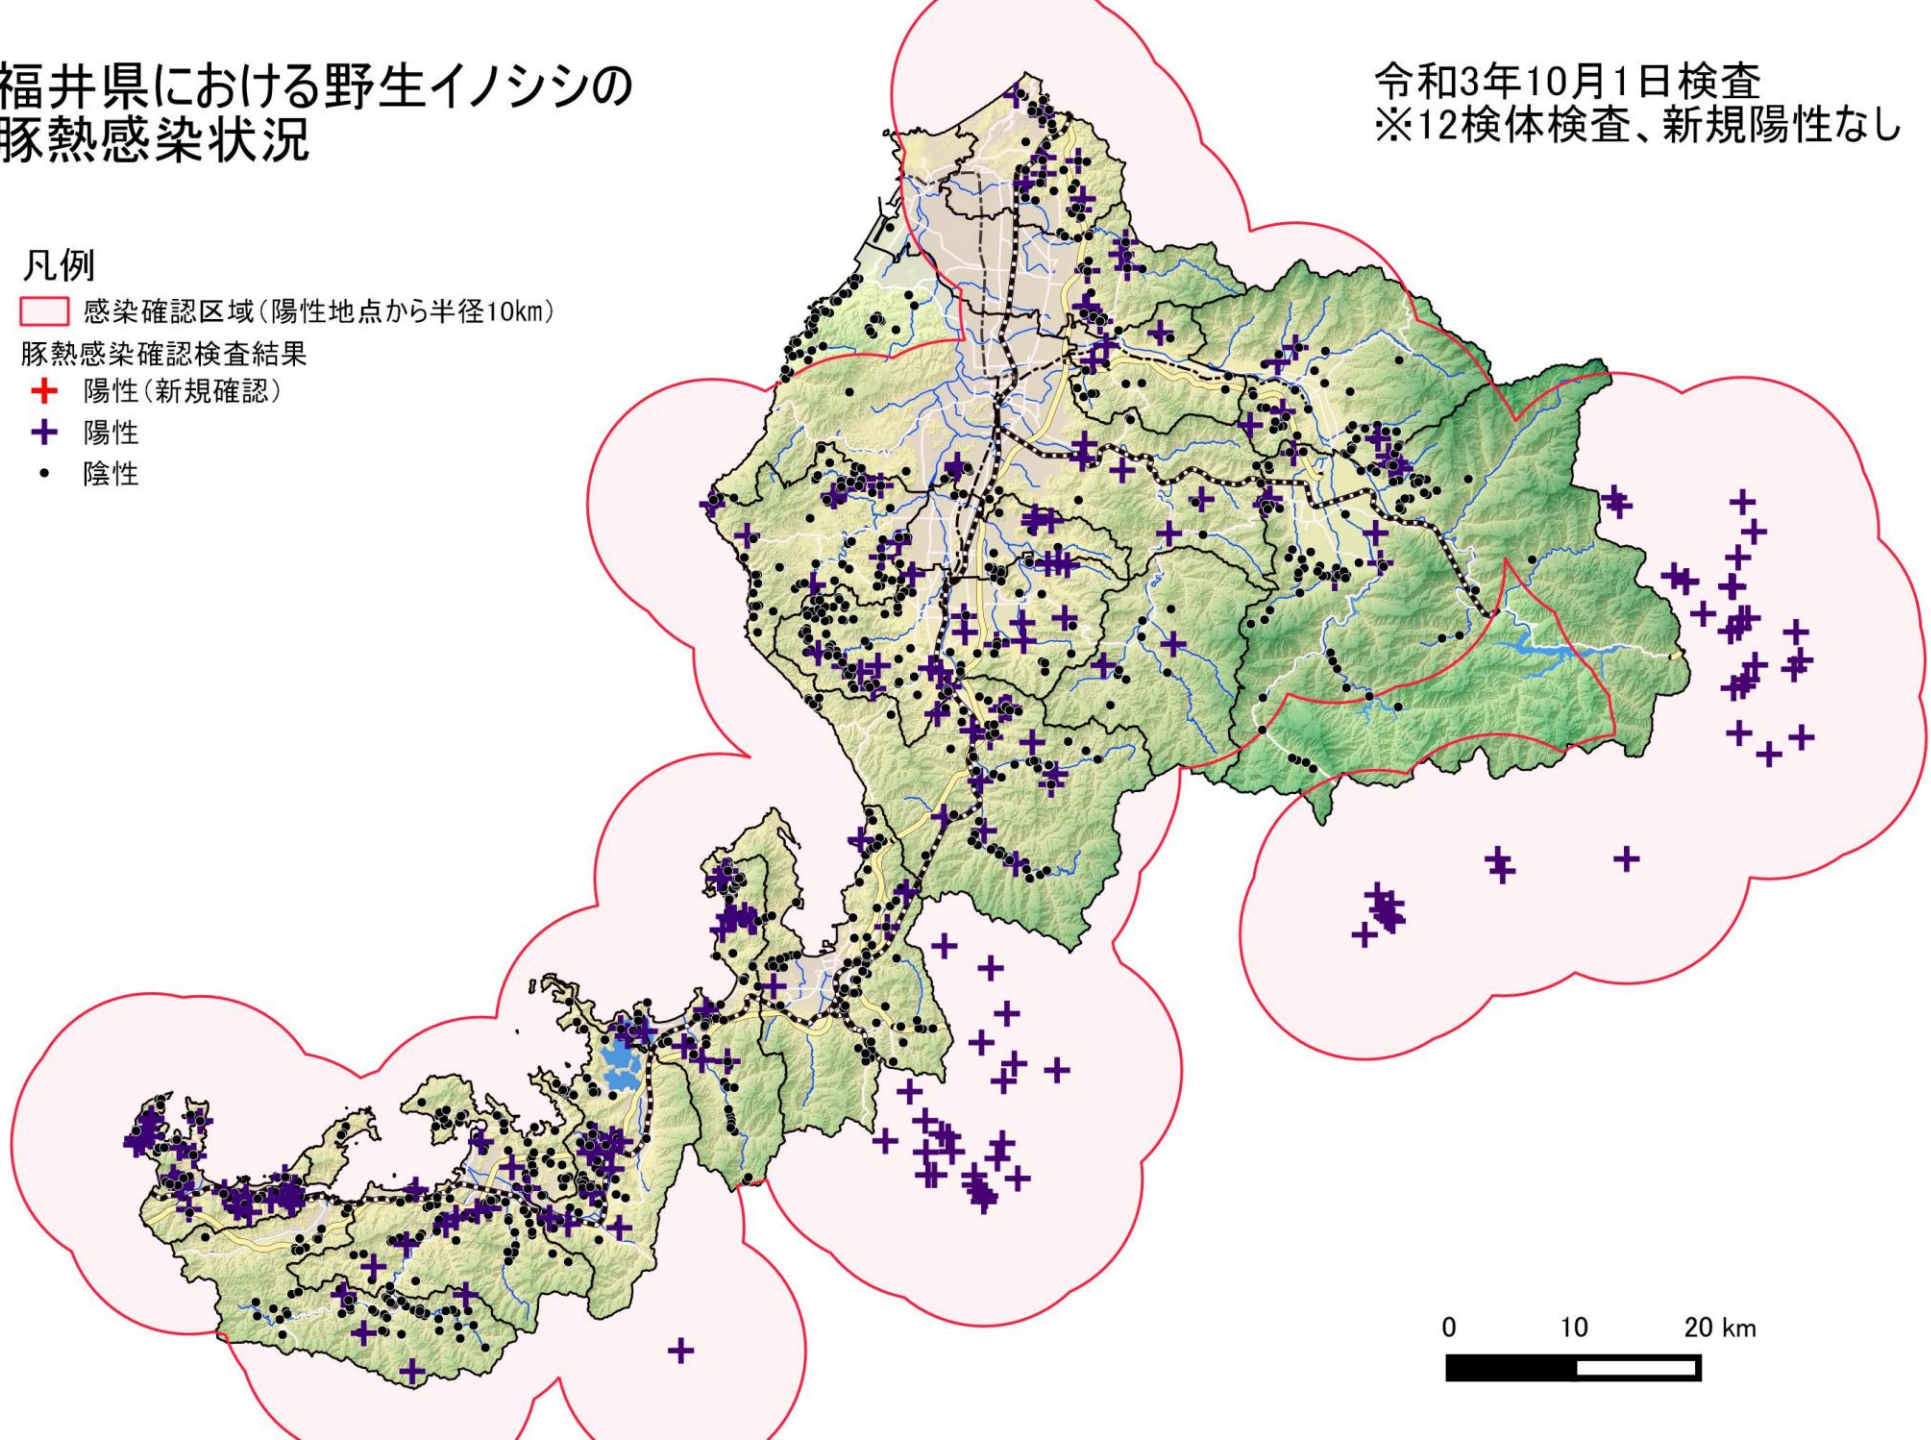 福井県における野生イノシシの
豚熱感染状況
令和3年10月1日検査
※12検体検査、新規陽性なし
凡例
感染確認区域(陽性地点から半径10km)
豚熱感染確認検査結果
陽性(新規確認)
陽性
陰性
0 10 20 km